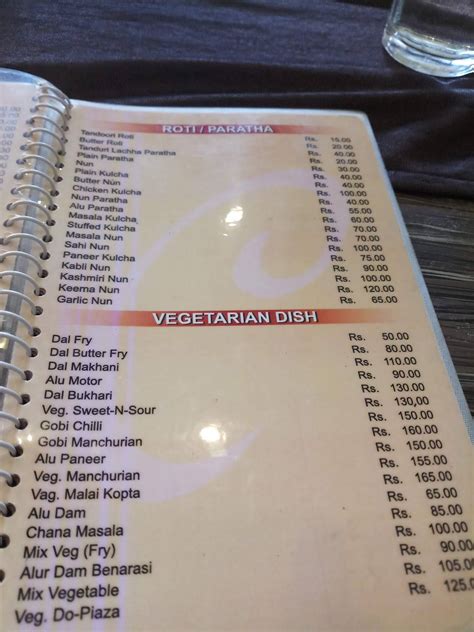 ROTI / PARATHA
Tandoori Roti Rs. 15.00
Butter Roti Rs. 20.00
Tanduri Lachha Paratha Rs. 40.00
Plain Paratha Rs. 20.00
Nun Rs. 30.00
Plain Kulcha Rs. 40.00
Butter Nun Rs. 40.00
Chicken Kulcha Rs. 100.00
Nun Paratha Rs. 40.00
Alu Paratha Rs. 55.00
Masala Kulcha Rs. 60.00
Stuffed Kulcha Rs. 70.00
Masala Nun Rs. 70.00
Sahi Nun Rs. 100.00
Paneer Kulcha Rs. 75.00
Kabli Nun Rs. 90.00
Kashmiri Nun Rs. 100.00
Keema Nun Rs. 120.00
Garlic Nun Rs. 65.00
VEGETARIAN DISH
Dal Fry Rs. 50.00
Dal Butter Fry Rs. 80.00
Dal Makhani Rs. 110.00
Alu Motor Rs. 90.00
Dal Bukhari Rs. 130.00
Veg. Sweet-N-Sour Rs. 130,00
Gobi Chilli Rs. 150.00
Gobi Manchurian Rs. 160.00
Alu Paneer Rs. 150.00
Veg. Manchurian Rs. 155.00
Vag. Malai Kopta Rs. 165.00
Alu Dam Rs. 65.00
Chana Masala Rs. 85.00
Mix Veg (Fry) Rs. 100.00
Alur Dam Benarasi Rs. 90.00
Mix Vegetable Rs. 105.00
Veg. Do-Piaza Rs. 125.00